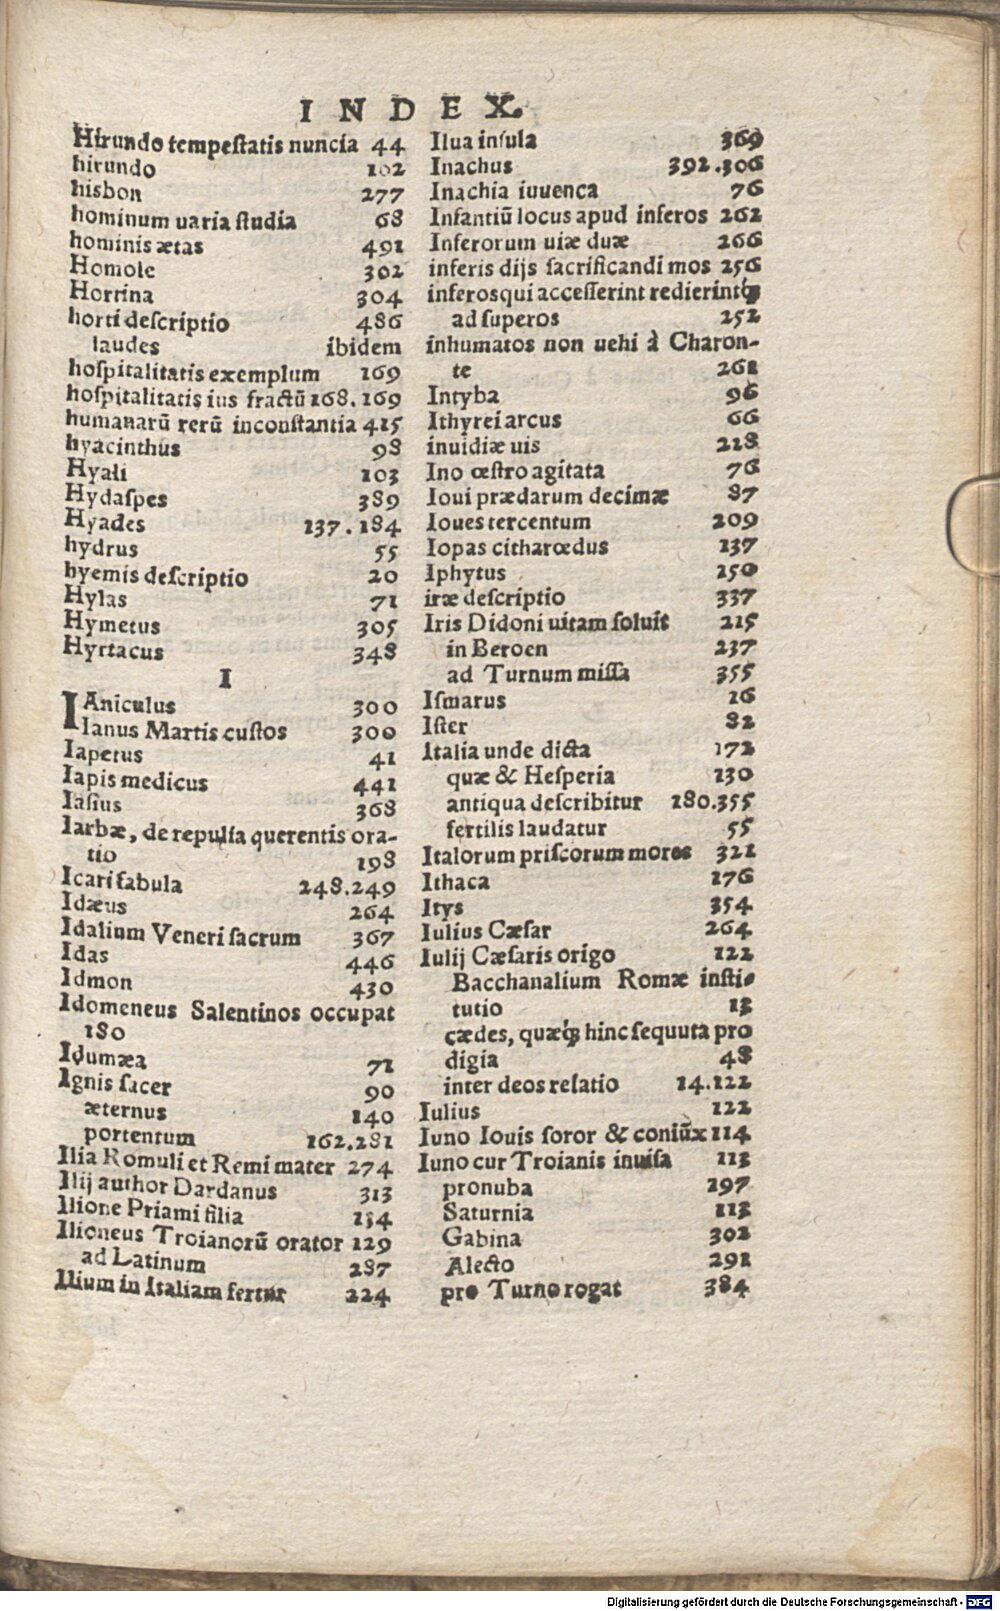 INDEX.
Hirundo tempeſtatis nuncia 44
hirundo 102
hisbon 277
hominum uaria ſtudia 68
hominis ætas 491
Homole 302
Hortina 304
horti deſcriptio 486
laudes ibidem
hoſpitalitatis exemplum 169
hoſpitalitatis ius fractũ 168.169
humanarũ rerũ inconſtantia 415
hyacinthus 98
Hyali 103
Hydaſpes 389
Hyades 137.184
hydrus 55
hyemis deſcriptio 20
Hylas 71
Hymetus 305
Hyrtacus 348
I
IAniculus 300
Ianus Martis cuſtos 300
Iapetus 41
Iapis medicus 441
Iaſius 368
Iarbæ, de repulſa querentis ora-
tio 198
Icari fabula 248.249
Idæus 264
Idalium Veneri ſacrum 367
Idas 446
Idmon 430
Idomeneus Salentinos occupat
180
Idumæa 71
Ignis ſacer 90
æternus 140
portentum 162.281
Ilia Romuli et Remi mater 274
Ilij author Dardanus 313
Ilione Priami filia 134
Ilioneus Troianorũ orator 129
ad Latinum 287
Ilium in Italiam fertur 224
Ilua inſula 369
Inachus 392.306
Inachia iuuenca 76
Infantiũ locus apud inferos 262
Inferorum uiæ duæ 266
inferis dijs ſacrificandi mos 256
inferos qui acceſſerint redierintq́;
ad ſuperos 252
inhumatos non uehi à Charon-
te 261
Intyba 96
Ithyrei arcus 66
inuidiæ uis 218
Ino œſtro agitata 76
Ioui prædarum decimæ 87
Ioues tercentum 209
Iopas citharœdus 137
Iphytus 150
iræ deſcriptio 337
Iris Didoni uitam ſoluit 215
in Beroen 237
ad Turnum miſſa 355
Iſmarus 16
Iſter 82
Italia unde dicta 172
quæ & Heſperia 130
antiqua deſcribitur 180.355
fertilis laudatur 55
Italorum priſcorum mores 321
Ithaca 176
Itys 354
Iulius Cæſar 264
Iulij Cæſaris origo 122
Bacchanalium Romæ inſti-
tutio 13
cædes, quæq́; hinc ſequuta pro
digia 48
inter deos relatio 14.122
Iulius 122
Iuno Iouis ſoror & coniũx 114
Iuno cur Troianis inuiſa 113
pronuba 197
Saturnia 113
Gabina 302
Alecto 291
pro Turno rogat 384
Digitalisierung gefördert durch die Deutsche Forschungsgemeinschaft - DFG